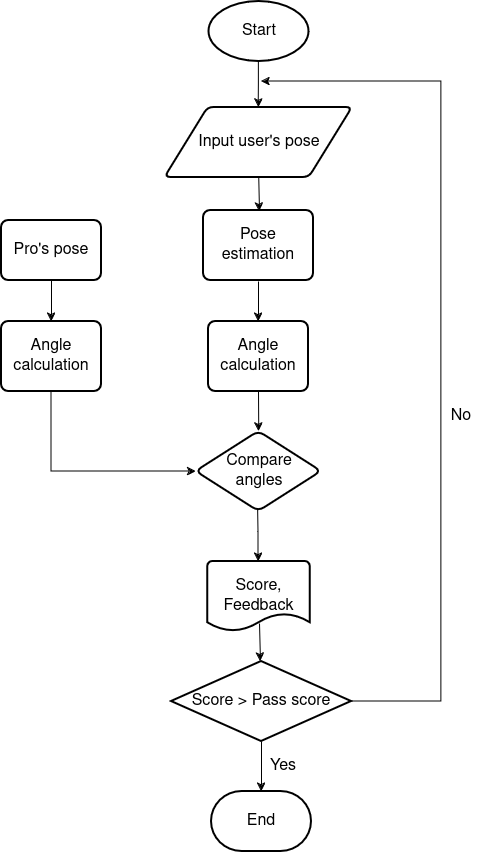 Start
Input user's pose
Pose
estimation
Pro's pose
Angle
calculation
Angle
calculation
Compare
angles
No
Score,
Feedback
Score > Pass score
Yes
End